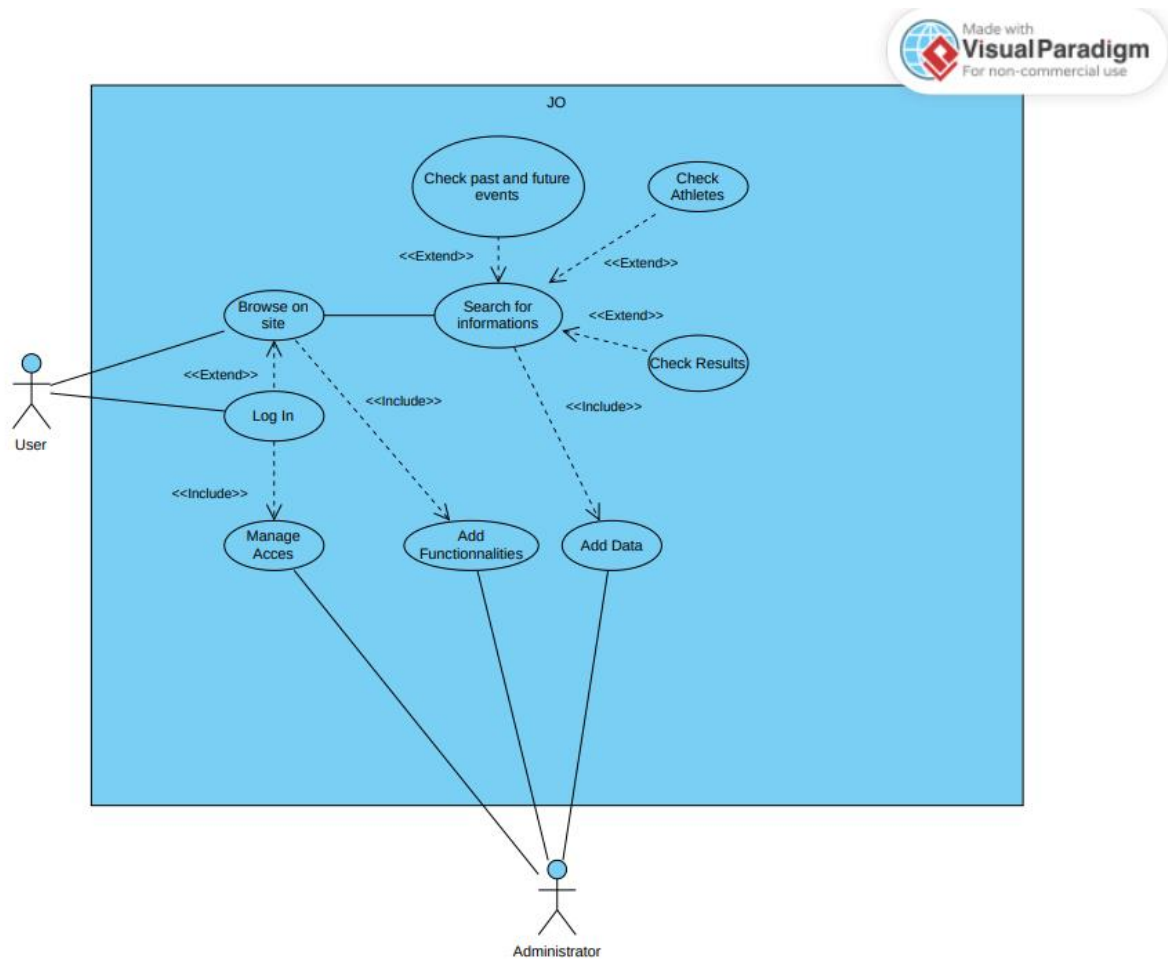 Made with
Visual Paradigm
For non-commercial use
JO
Check past and future
events
Check
Athletes
<<Extend>>
<<Extend>>
Browse on
site
Search for
informations
<<Extend>>
Check Results
<<Extend>>
User
Log In
<<Include>>
<<Include>>
<<Include>>
Manage
Acces
Add
Functionnalities
Add Data
Administrator